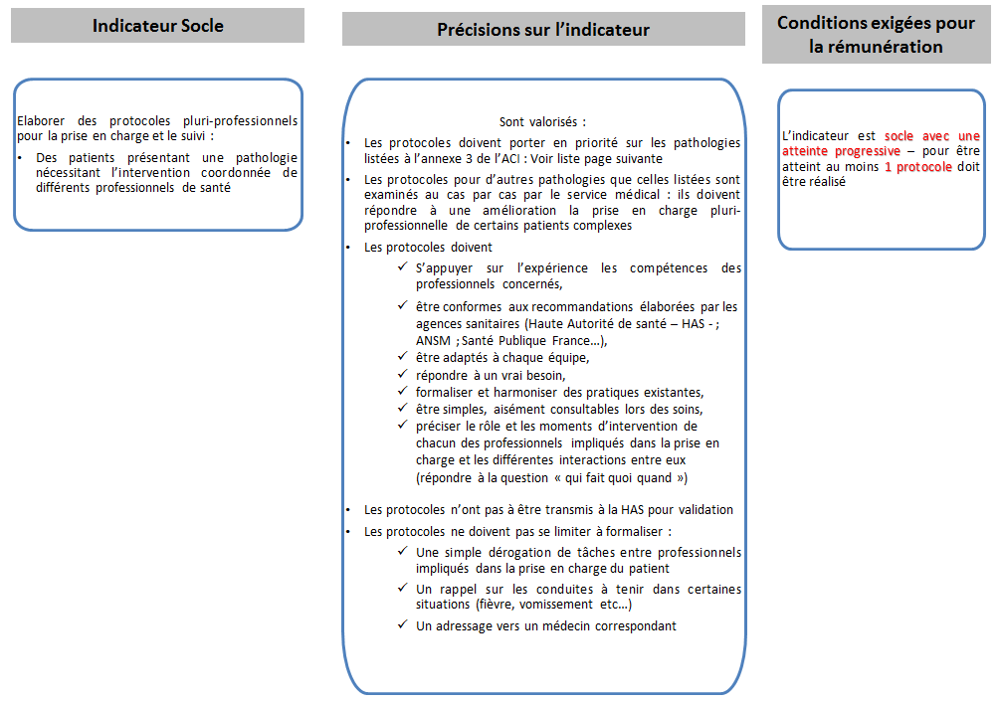 Indicateur Socle
Elaborer des protocoles pluri-professionnels
pour la prise en charge et le suivi :
• Des patients présentant une pathologie
nécessitant l'intervention coordonnée de
différents professionnels de santé
Précisions sur l'indicateur
Sont valorisés :
• Les protocoles doivent porter en priorité sur les pathologies
listées à l'annexe 3 de l'ACI : Voir liste page suivante
• Les protocoles pour d'autres pathologies que celles listées sont
examinés au cas par cas par le service médical : ils doivent
répondre à une amélioration la prise en charge pluri-
professionnelle de certains patients complexes
• Les protocoles doivent
✓ S'appuyer sur l'expérience les compétences des
professionnels concernés,
✓ être conformes aux recommandations élaborées par les
agences sanitaires (Haute Autorité de santé – HAS - ;
ANSM ; Santé Publique France…),
✓ être adaptés à chaque équipe,
✓ répondre à un vrai besoin,
✓ formaliser et harmoniser des pratiques existantes,
✓ être simples, aisément consultables lors des soins,
✓ préciser le rôle et les moments d'intervention de
chacun des professionnels impliqués dans la prise en
charge et les différentes interactions entre eux
(répondre à la question « qui fait quoi quand »)
• Les protocoles n'ont pas à être transmis à la HAS pour validation
• Les protocoles ne doivent pas se limiter à formaliser :
✓ Une simple dérogation de tâches entre professionnels
impliqués dans la prise en charge du patient
✓ Un rappel sur les conduites à tenir dans certaines
situations (fièvre, vomissement etc…)
✓ Un adressage vers un médecin correspondant
Conditions exigées pour
la rémunération
L'indicateur est socle avec une
atteinte progressive – pour être
atteint au moins 1 protocole doit
être réalisé